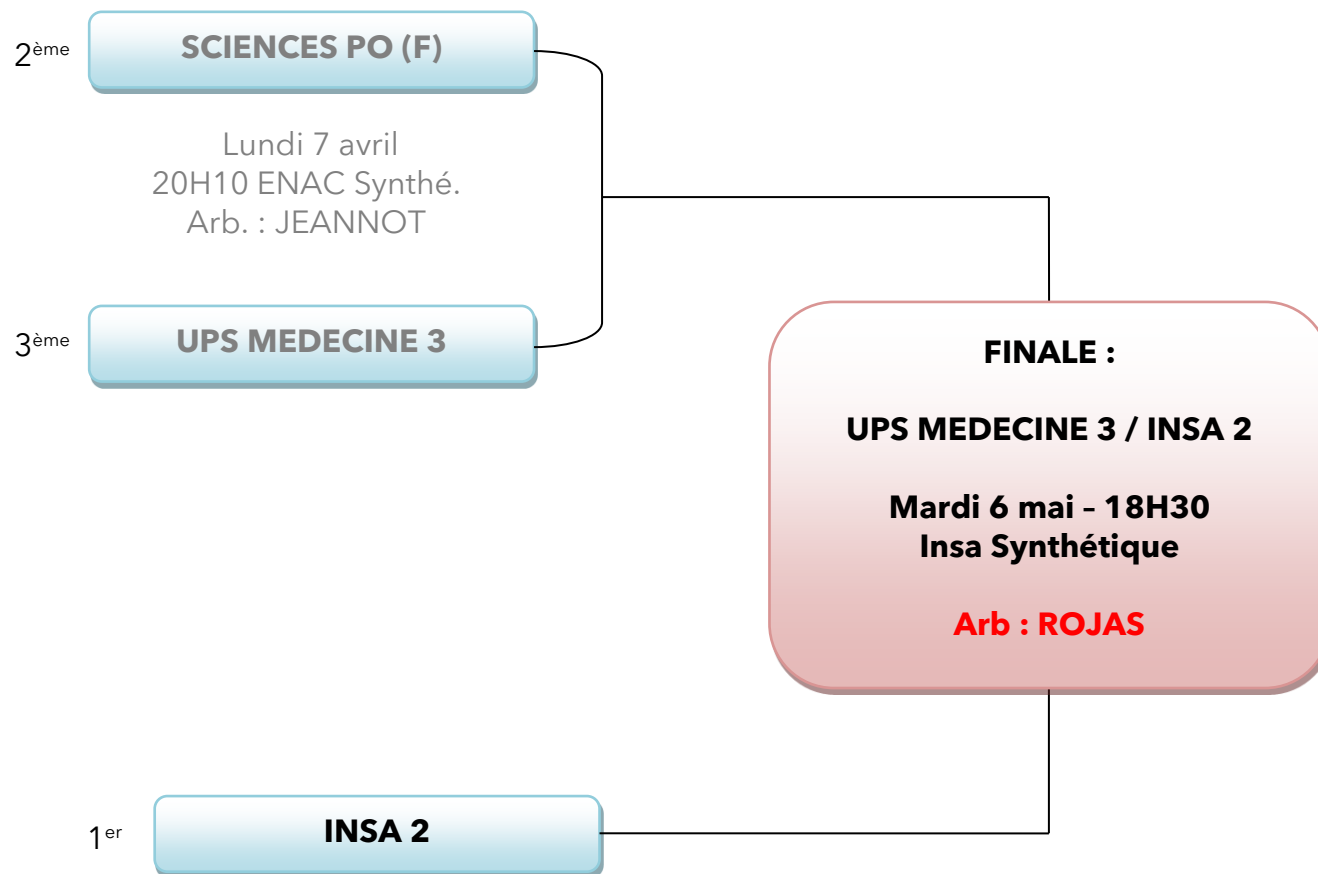 2ème SCIENCES PO (F)
Lundi 7 avril
20H10 ENAC Synthé.
Arb. : JEANNOT
3ème UPS MEDECINE 3
FINALE :
UPS MEDECINE 3 / INSA 2
Mardi 6 mai – 18H30
Insa Synthétique
Arb : ROJAS
1er INSA 2